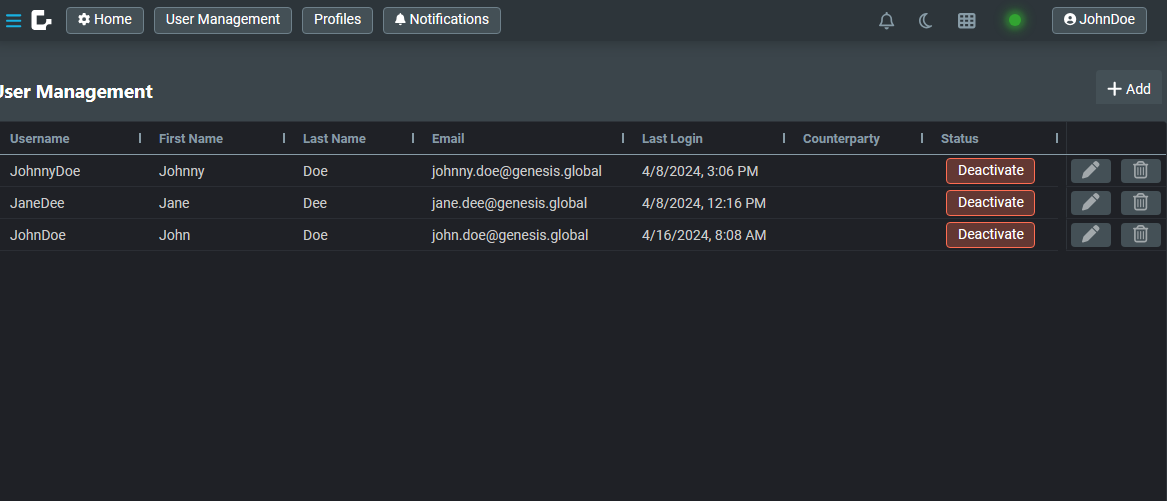 Home User Management Profiles Notifications JohnDoe
User Management
Add
Username First Name Last Name Email Last Login Counterparty Status
JohnnyDoe Johnny Doe johnny.doe@genesis.global 4/8/2024, 3:06 PM Deactivate
JaneDee Jane Dee jane.dee@genesis.global 4/8/2024, 12:16 PM Deactivate
JohnDoe John Doe john.doe@genesis.global 4/16/2024, 8:08 AM Deactivate